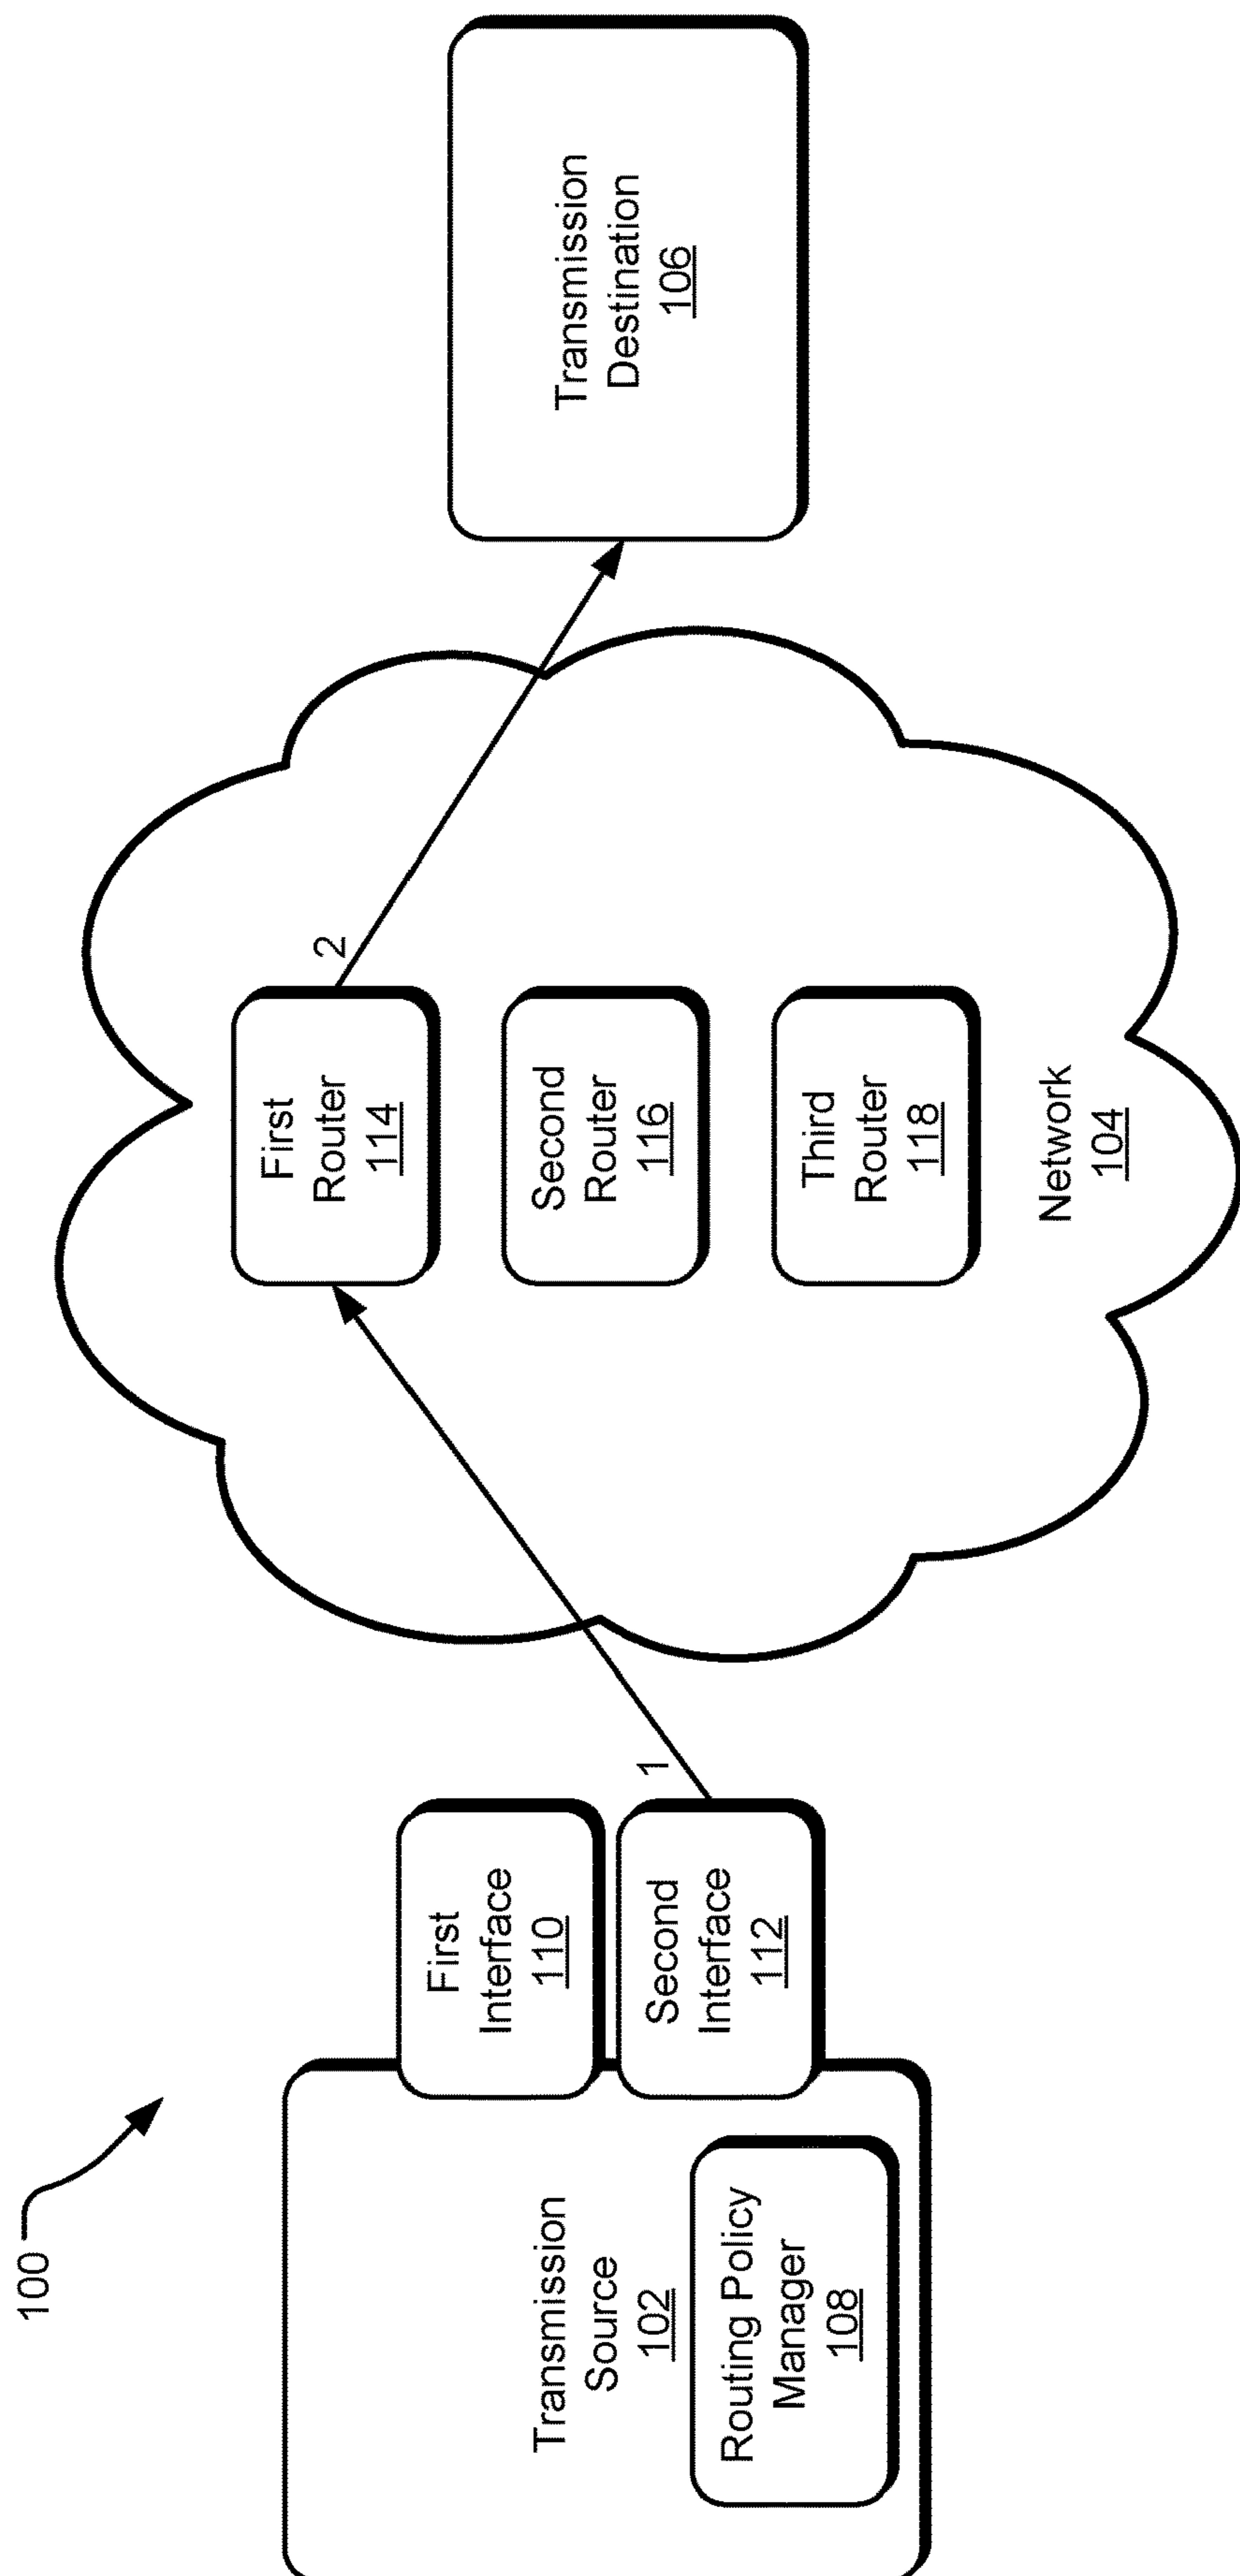 100
Transmission
Source
102
Routing Policy
Manager
108
First
Interface
110
Second
Interface
112
1
First
Router
114
2
Second
Router
116
Third
Router
118
Network
104
Transmission
Destination
106